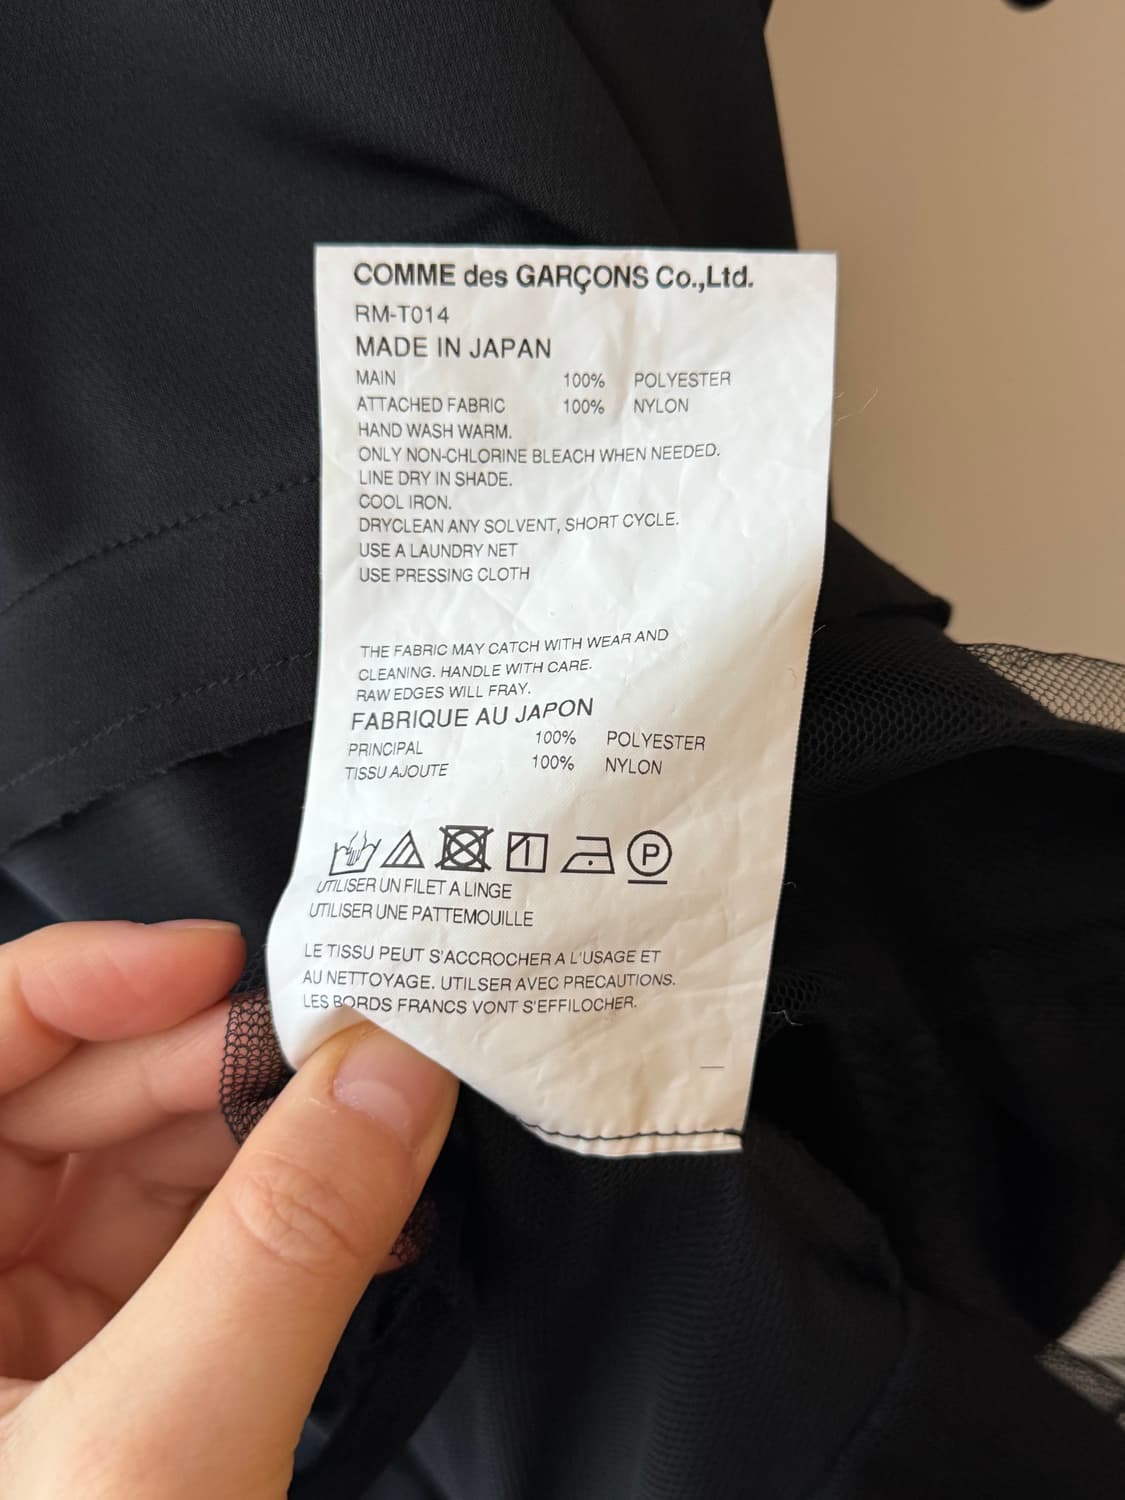 COMME des GARÇONS Co.,Ltd.
RM-T014
MADE IN JAPAN
MAIN 100% POLYESTER
ATTACHED FABRIC 100% NYLON
HAND WASH WARM.
ONLY NON-CHLORINE BLEACH WHEN NEEDED.
LINE DRY IN SHADE.
COOL IRON.
DRYCLEAN ANY SOLVENT, SHORT CYCLE.
USE A LAUNDRY NET
USE PRESSING CLOTH
THE FABRIC MAY CATCH WITH WEAR AND
CLEANING. HANDLE WITH CARE.
RAW EDGES WILL FRAY.
FABRIQUE AU JAPON
PRINCIPAL 100% POLYESTER
TISSU AJOUTE 100% NYLON
P
UTILISER UN FILET A LINGE
UTILISER UNE PATTEMOUILLE
LE TISSU PEUT S'ACCROCHER A L'USAGE ET
AU NETTOYAGE. UTILSER AVEC PRECAUTIONS.
LES BORDS FRANCS VONT S'EFFILOCHER.